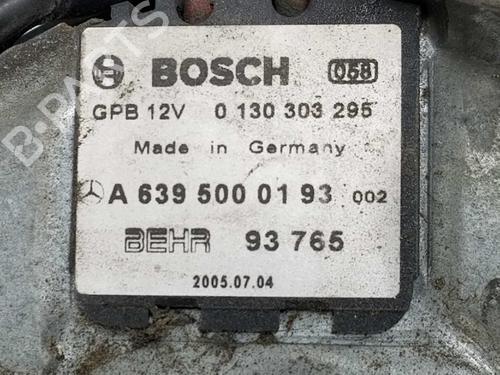 BOSCH 058
GPB 12V 0 130 303 295
Made in Germany
A 639 500 01 93 002
BEHR 93 765
2005.07.04
B-PARTS